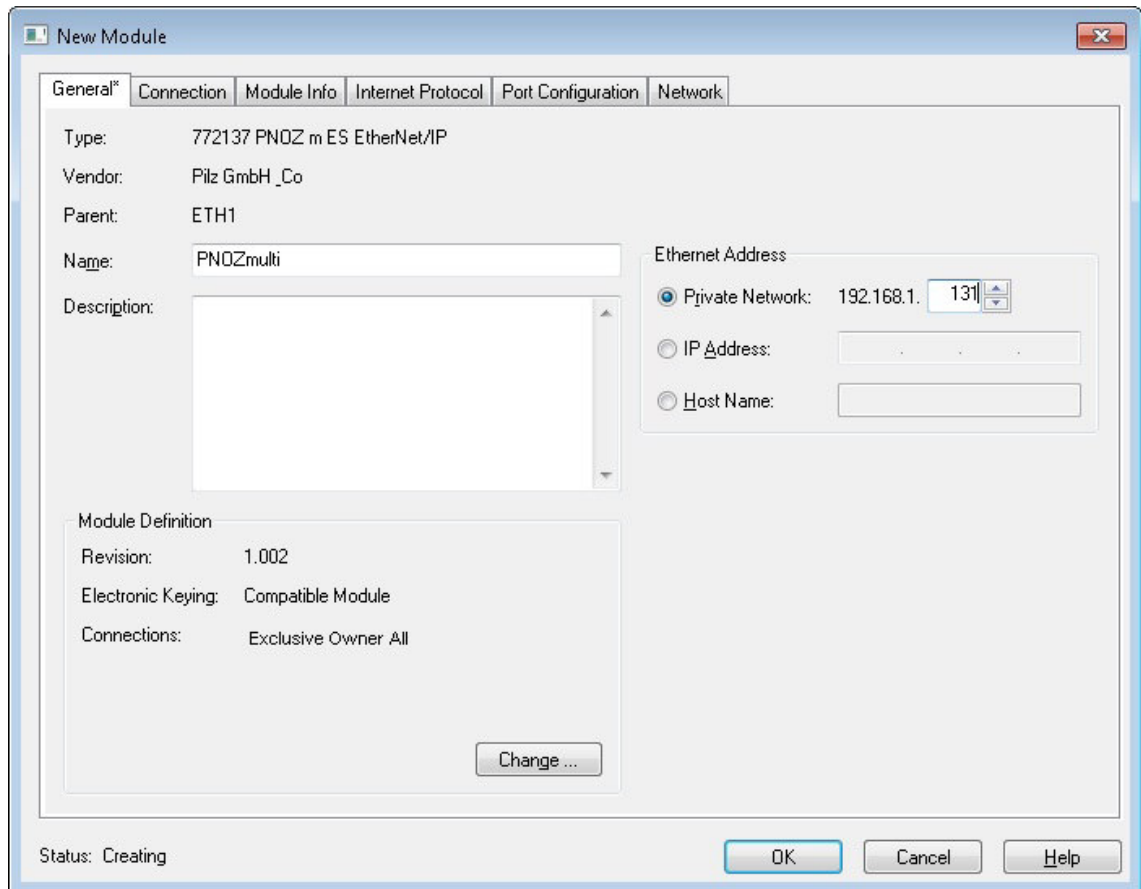 New Module
General* Connection Module Info Internet Protocol Port Configuration Network
Type: 772137 PNOZ m ES EtherNet/IP
Vendor: Pilz GmbH _Co
Parent: ETH1
Name: PNOZmulti
Description:
Ethernet Address
Private Network: 192.168.1. 131
IP Address: . . .
Host Name:
Module Definition
Revision: 1.002
Electronic Keying: Compatible Module
Connections: Exclusive Owner All
Change ...
Status: Creating
OK Cancel Help